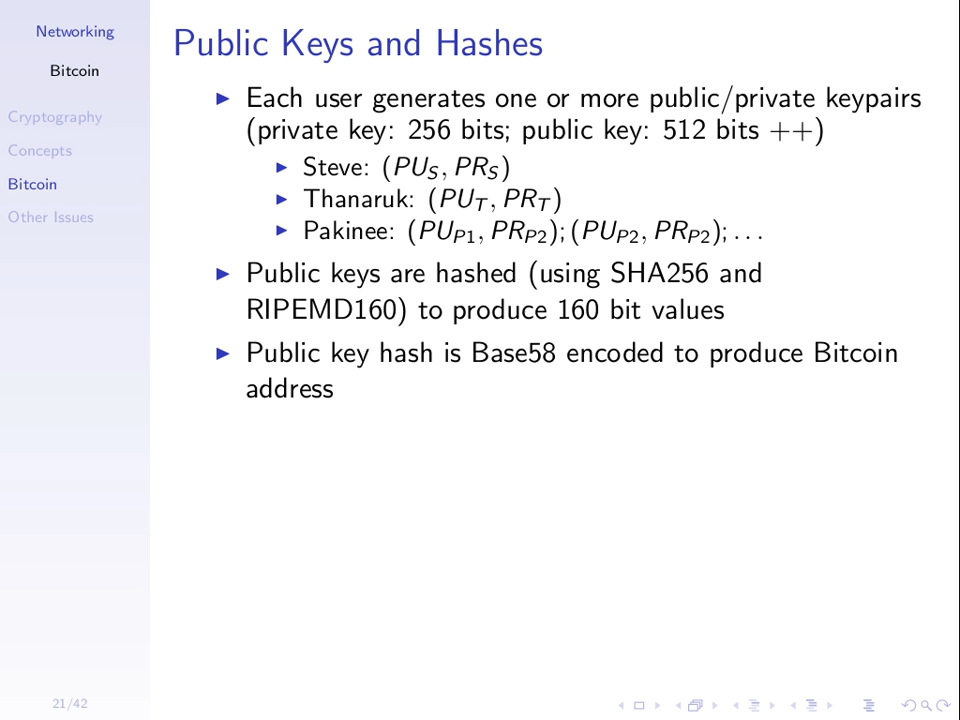 Networking
Bitcoin
Cryptography
Concepts
Bitcoin
Other Issues
21/42
Public Keys and Hashes
Each user generates one or more public/private keypairs
(private key: 256 bits; public key: 512 bits ++)
Steve: (PU_S, PR_S)
Thanaruk: (PU_T, PR_T)
Pakinee: (PU_P1, PR_P2); (PU_P2, PR_P2); . . .
Public keys are hashed (using SHA256 and
RIPEMD160) to produce 160 bit values
Public key hash is Base58 encoded to produce Bitcoin
address